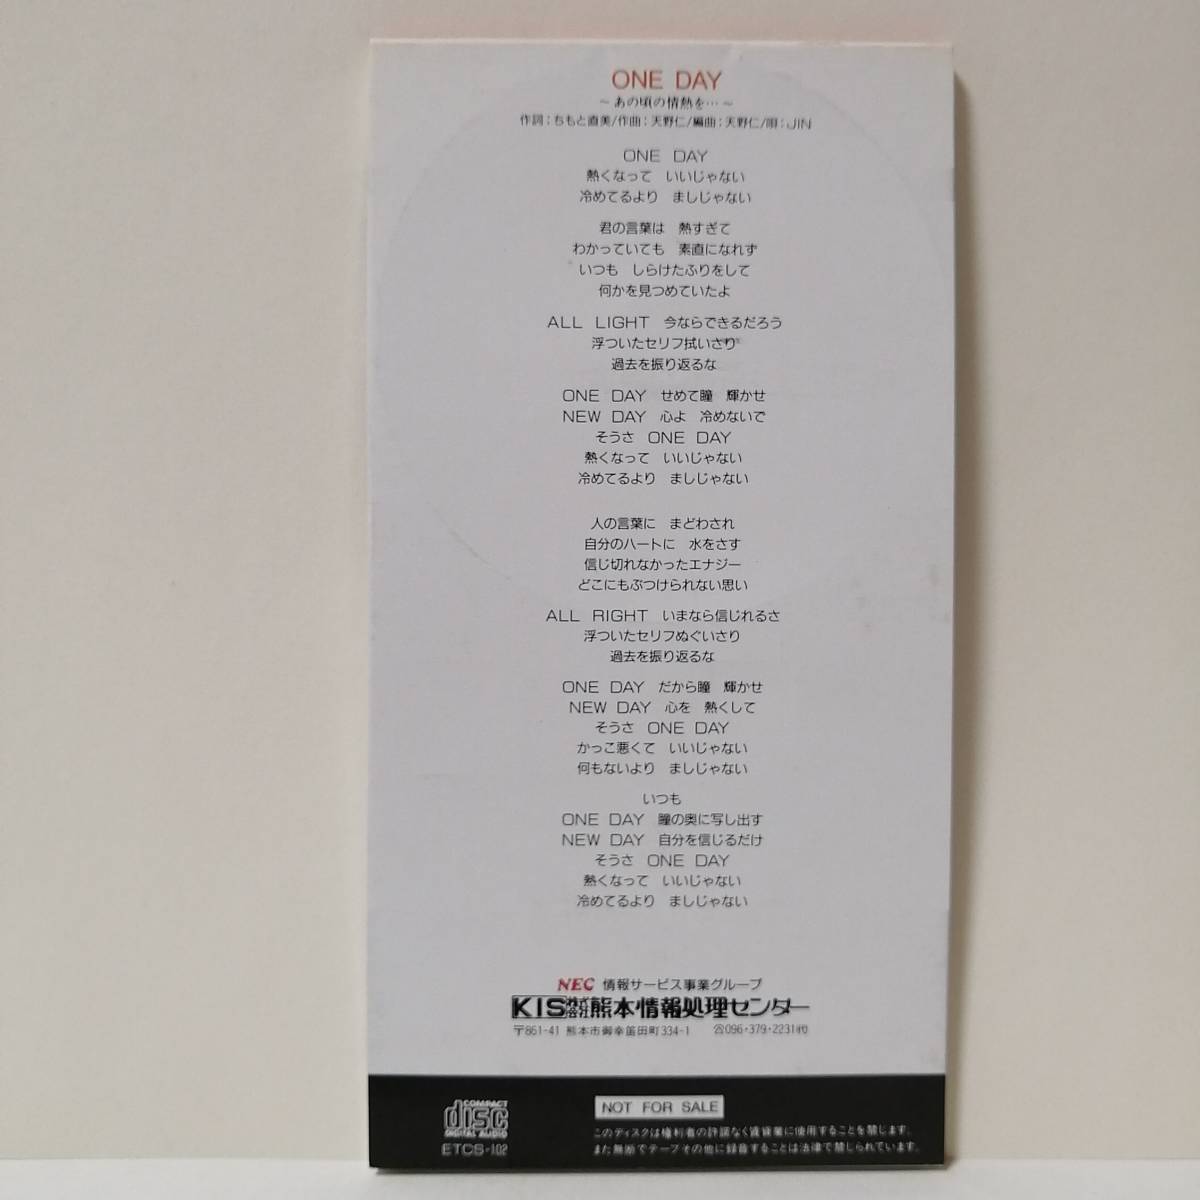 ONE DAY
～あの頃の情熱を…～
作詞：ちもと直美/作曲：天野仁/編曲：天野仁/唄：JIN
ONE DAY
熱くなって いいじゃない
冷めてるより ましじゃない
君の言葉は 熱すぎて
わかっていても 素直になれず
いつも しらけたふりをして
何かを見つめていたよ
ALL LIGHT 今ならできるだろう
浮ついたセリフ拭いさり
過去を振り返るな
ONE DAY せめて瞳 輝かせ
NEW DAY 心よ 冷めないで
そうさ ONE DAY
熱くなって いいじゃない
冷めてるより ましじゃない
人の言葉に まどわされ
自分のハートに 水をさす
信じ切れなかったエナジー
どこにもぶつけられない思い
ALL RIGHT いまなら信じれるさ
浮ついたセリフぬぐいさり
過去を振り返るな
ONE DAY だから瞳 輝かせ
NEW DAY 心を 熱くして
そうさ ONE DAY
かっこ悪くて いいじゃない
何もないより ましじゃない
いつも
ONE DAY 瞳の奥に写し出す
NEW DAY 自分を信じるだけ
そうさ ONE DAY
熱くなって いいじゃない
冷めてるより ましじゃない
NEC 情報サービス事業グループ
KIS 株式会社 熊本情報処理センター
〒861-41 熊本市御幸笛田町334-1 ☎096・379・2231㈹
COMPACT disc DIGITAL AUDIO
ETCS-102
NOT FOR SALE
このディスクは権利者の許諾なく賃貸業に使用することを禁じます。
また無断でテープその他に録音することは法律で禁じられています。